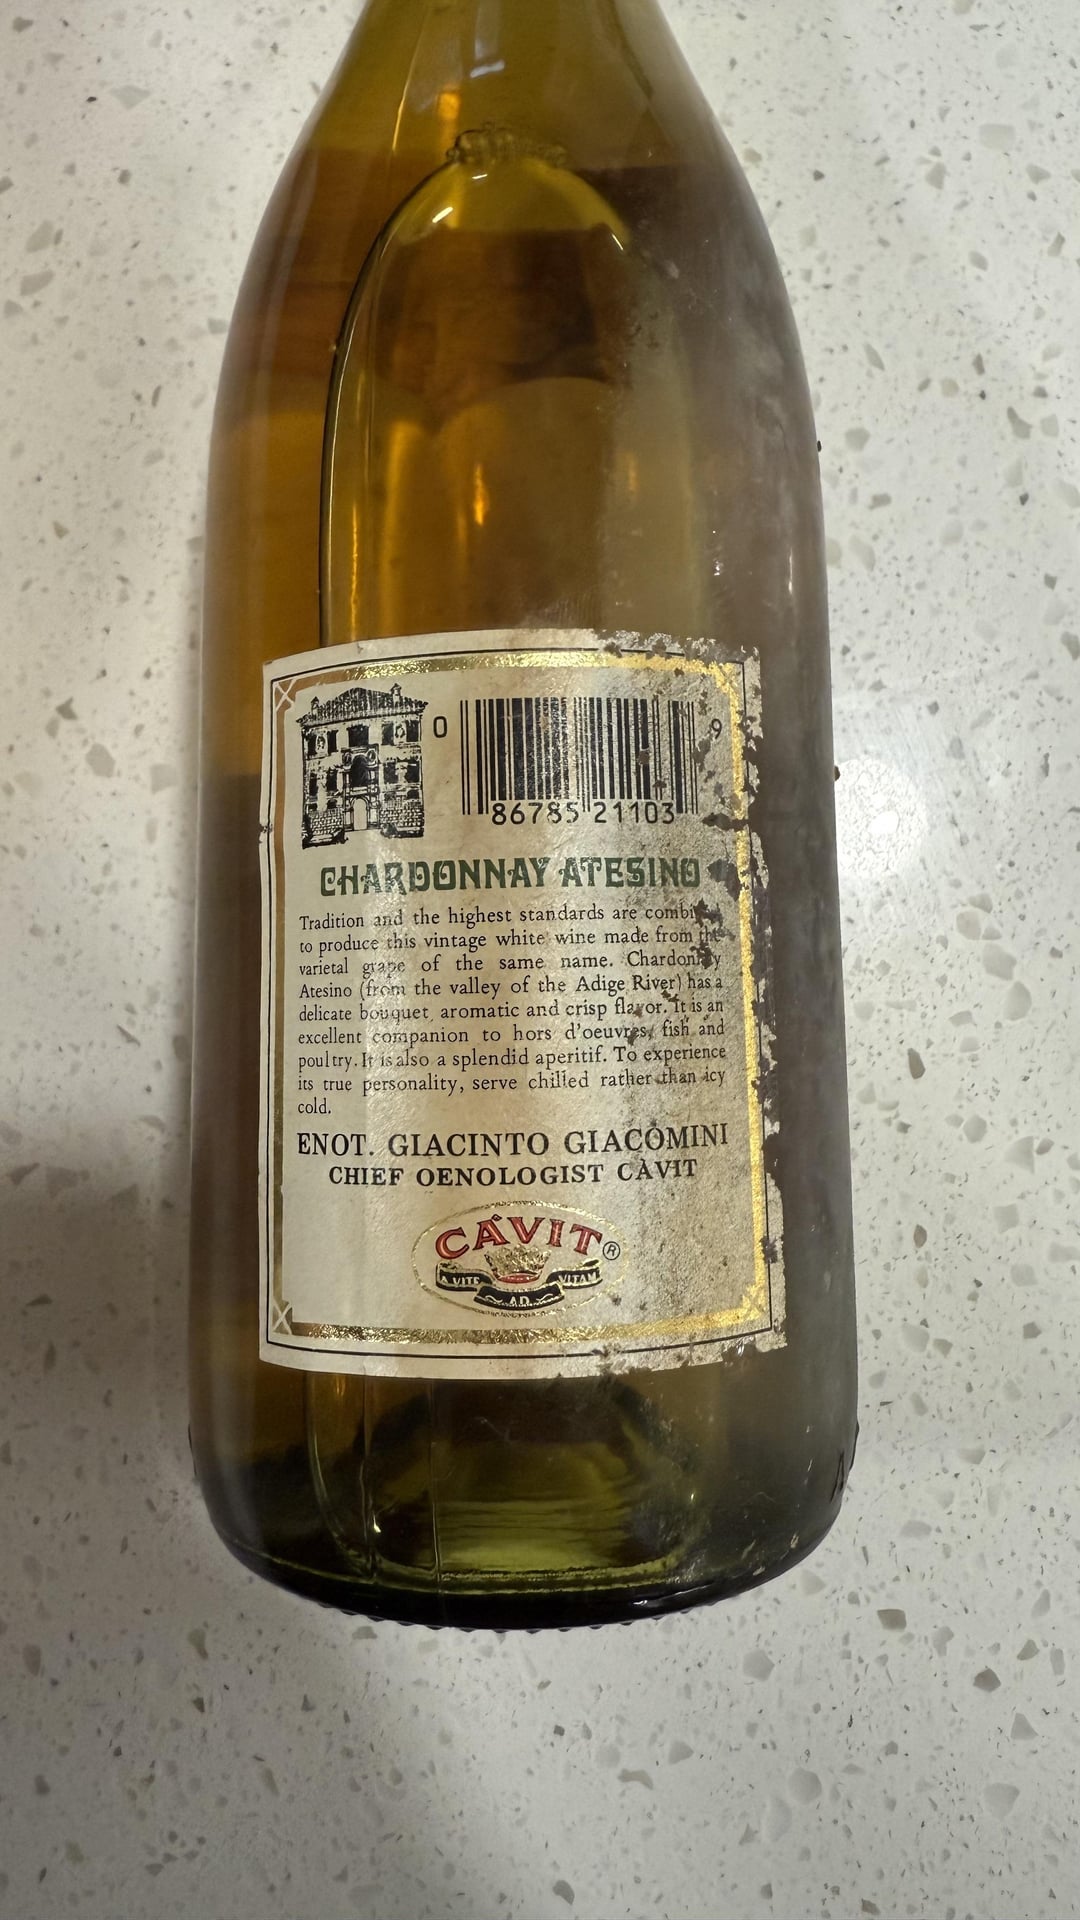 0 86785 21103 9
CHARDONNAY ATESINO
Tradition and the highest standards are combined
to produce this vintage white wine made from the
varietal grape of the same name. Chardonnay
Atesino (from the valley of the Adige River) has a
delicate bouquet, aromatic and crisp flavor. It is an
excellent companion to hors d'oeuvres, fish and
poultry. It is also a splendid aperitif. To experience
its true personality, serve chilled rather than icy
cold.
ENOT. GIACINTO GIACOMINI
CHIEF OENOLOGIST CÀVIT
CÁVIT®
A VITE AD VITAM